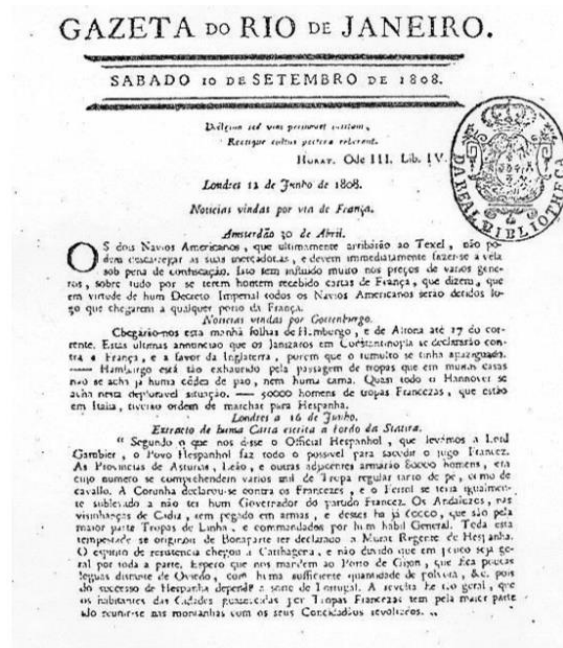 GAZETA DO RIO DE JANEIRO.
SABADO 10 DE SETEMBRO DE 1808.
Doctrina sed vim promovet insitam,
Rectique cultus pectora roborant.
HORAT. Ode III. Lib. IV.
DA REAL BIBLIOTHECA
Londres 12 de Junho de 1808.
Noticias vindas por via de França.
Amsterdão 30 de Abril.
OS dois Navios Americanos, que ultimamente arribárão ao Texel, não po-
dem descarregar as suas mercadorias, e devem immediatamente fazer-se á vela
sob pena de confiscação. Isto tem influido muito nos preços de varios gene-
ros, sobre tudo por se terem hontem recebido cartas de França, que dizem, que
em virtude de hum Decreto Imperial todos os Navios Americanos serão detidos lo-
go que chegarem a qualquer porto da França.
Noticias vindas por Gottenburgo.
Chegárão-nos esta manhã folhas de Hamburgo, e de Altona até 17 do cor-
rente. Estas ultimas annuncião que os Janizaros em Constantinopla se declarárão con-
tra a França, e a favor da Inglaterra, porém que o tumulto se tinha apaziguado.
—— Hamburgo está tão exhaurido pela passagem de tropas que em muitas casas
não se acha já huma côdea de pão, nem huma cama. Quasi todo o Hannover se
acha nesta deploravel situação. —— 50000 homens de tropas Francezas, que estão
em Italia, tiverão ordem de marchar para Hespanha.
Londres a 16 de Junho.
Extracto de huma Carta escrita a bordo da Statira.
" Segundo o que nos disse o Official Hespanhol, que levámos a Lord
Gambier, o Povo Hespanhol faz todo o possivel para sacudir o jugo Francez.
As Provincias de Asturias, Leão, e outras adjacentes armárão 80000 homens, em
cujo numero se comprehendem varios mil de Tropa regular tanto de pé, como de
cavallo. A Corunha declarou-se contra os Francezes, e o Ferrol se teria igualmen-
te sublevado a não ter hum Governador do partido Francez. Os Andaluzos, nas
visinhanças de Cadiz, tem pegado em armas, e destes ha já 60000, que são pela
maior parte Tropas de Linha, e commandados por hum habil General. Toda esta
tempestade se originou de Bonaparte ter declarado a Murat Regente de Hespanha.
O espirito de resistencia chegou a Carthagena, e não duvido que em pouco seja ge-
ral por toda a parte. Espero que nos mandem ao Porto de Gijon, que fica poucas
leguas distante de Oviedo, com huma sufficiente quantidade de polvora, &c. pois
do successo de Hespanha depende a sorte de Portugal. A revolta he tão geral, que
os habitantes das Cidades guarnecidas por Tropas Francezas tem pela maior parte
ido reunir-se nas montanhas com os seus Concidadãos revoltosos. "